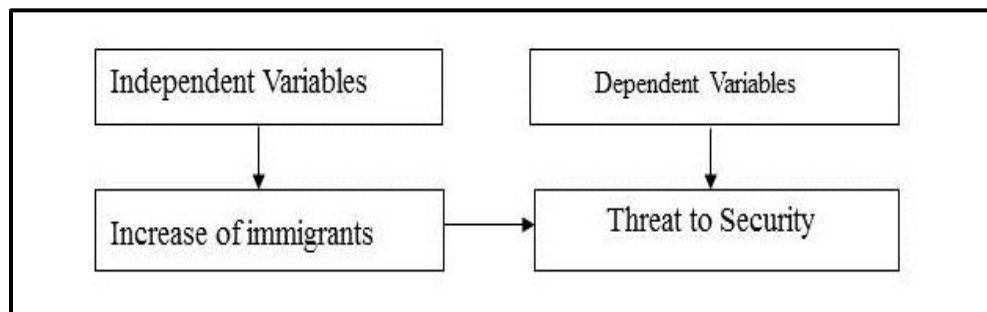 Independent Variables
Dependent Variables
Increase of immigrants
Threat to Security